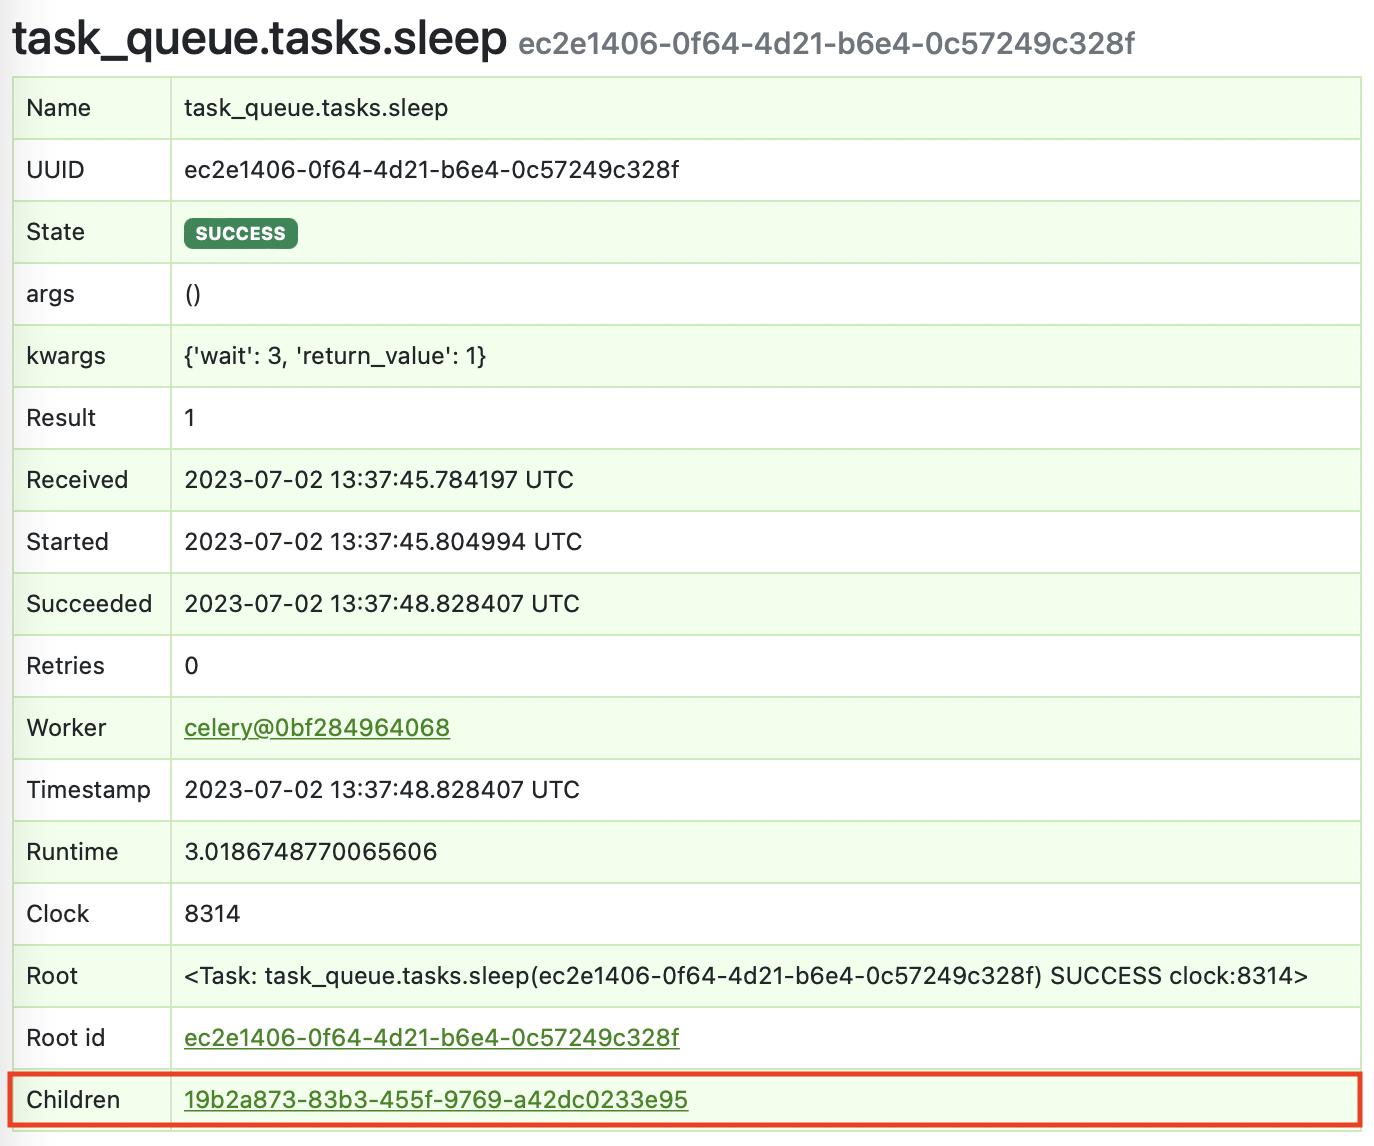 task_queue.tasks.sleep ec2e1406-0f64-4d21-b6e4-0c57249c328f
Name task_queue.tasks.sleep
UUID ec2e1406-0f64-4d21-b6e4-0c57249c328f
State SUCCESS
args ()
kwargs {'wait': 3, 'return_value': 1}
Result 1
Received 2023-07-02 13:37:45.784197 UTC
Started 2023-07-02 13:37:45.804994 UTC
Succeeded 2023-07-02 13:37:48.828407 UTC
Retries 0
Worker celery@0bf284964068
Timestamp 2023-07-02 13:37:48.828407 UTC
Runtime 3.0186748770065606
Clock 8314
Root <Task: task_queue.tasks.sleep(ec2e1406-0f64-4d21-b6e4-0c57249c328f) SUCCESS clock:8314>
Root id ec2e1406-0f64-4d21-b6e4-0c57249c328f
Children 19b2a873-83b3-455f-9769-a42dc0233e95